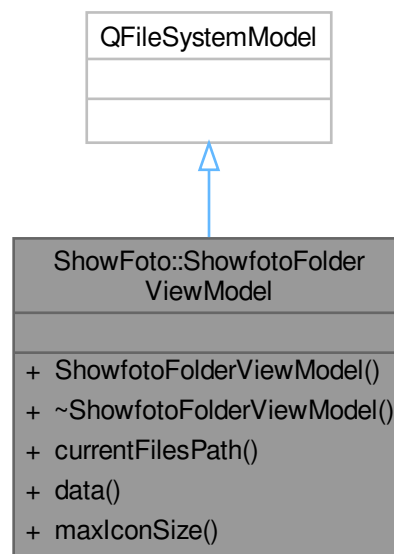 QFileSystemModel
ShowFoto::ShowfotoFolder
ViewModel
+ ShowfotoFolderViewModel()
+ ~ShowfotoFolderViewModel()
+ currentFilesPath()
+ data()
+ maxIconSize()